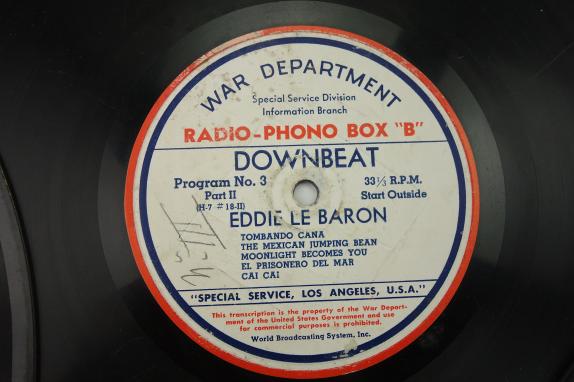 WAR DEPARTMENT
Special Service Division
Information Branch
RADIO-PHONO BOX "B"
DOWNBEAT
Program No. 3 33⅓ R.P.M.
Part II Start Outside
(H-7 # 18-II)
EDDIE LE BARON
TOMBANDO CANA
THE MEXICAN JUMPING BEAN
MOONLIGHT BECOMES YOU
EL PRISONERO DEL MAR
CAI CAI
"SPECIAL SERVICE, LOS ANGELES, U.S.A."
This transcription is the property of the War Depart-
ment of the United States Government and use
for commercial purposes is prohibited.
World Broadcasting System, Inc.